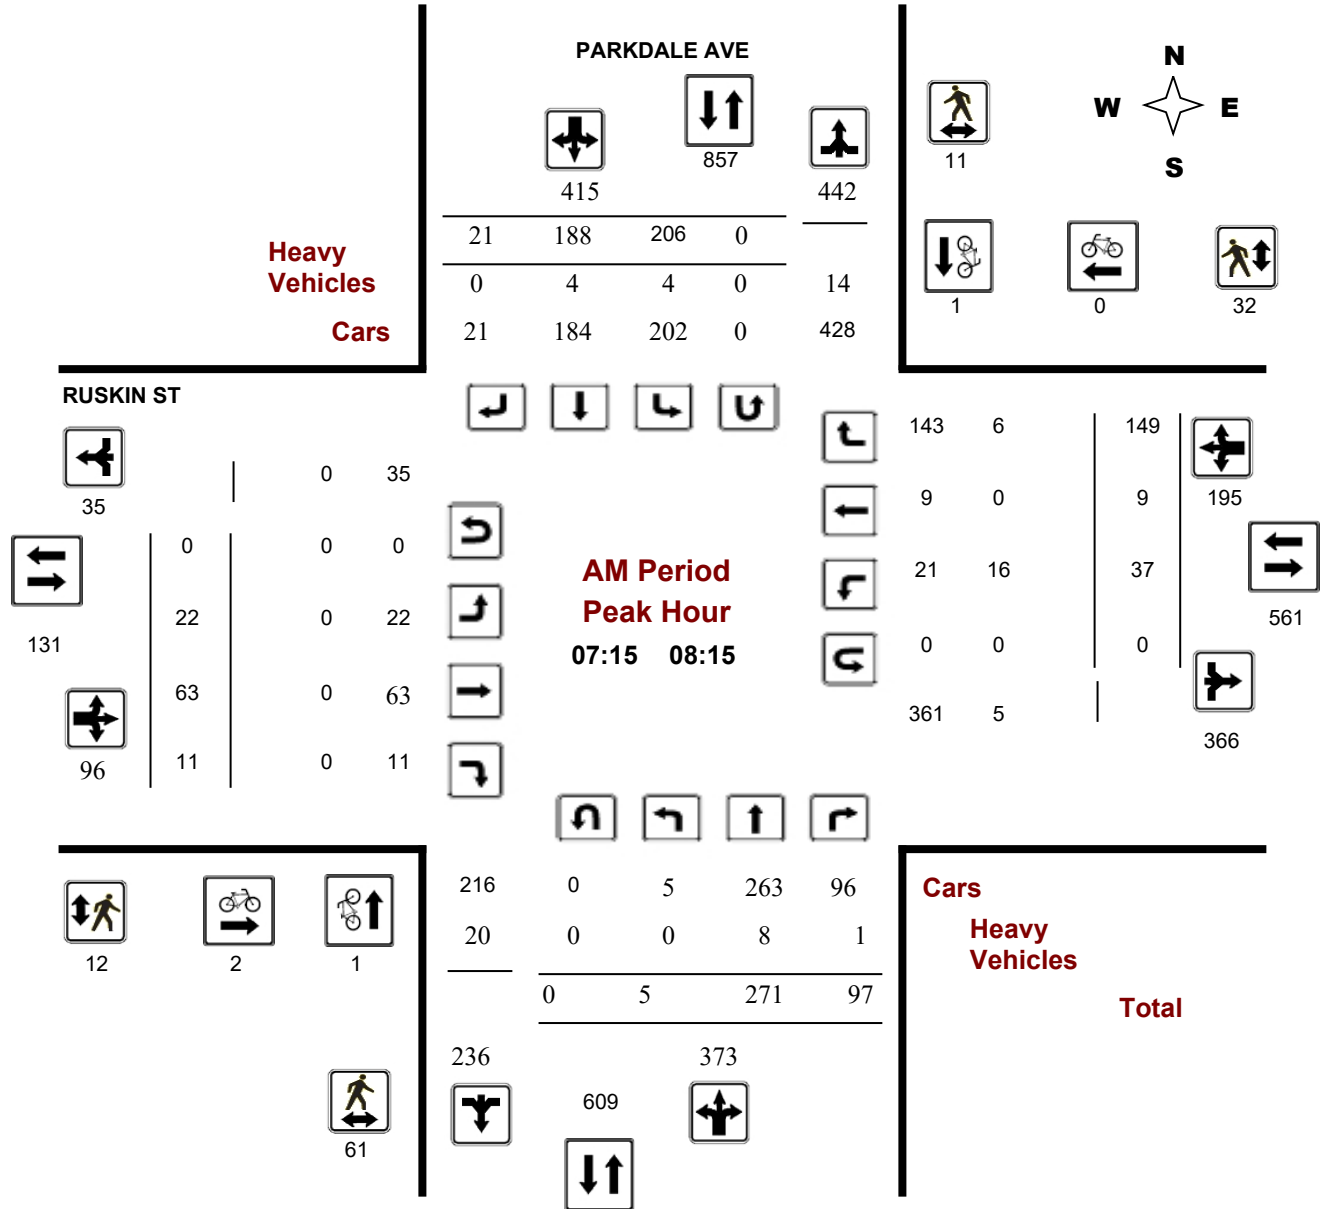 PARKDALE AVE
N
W E
S
857
11
415 442
21 188 206 0
Heavy
Vehicles
0 4 4 0 14
1 0 32
Cars
21 184 202 0 428
RUSKIN ST
143 6 149
0 35
35
9 0 9 195
0 0 0
AM Period
21 16 37
Peak Hour
22 0 22
561
131
07:15 08:15
0 0 0
63 0 63
361 5
366
96 11 0 11
216 0 5 263 96
Cars
20 0 0 8 1
Heavy
Vehicles
12 2 1
0 5 271 97
Total
236 373
609
61